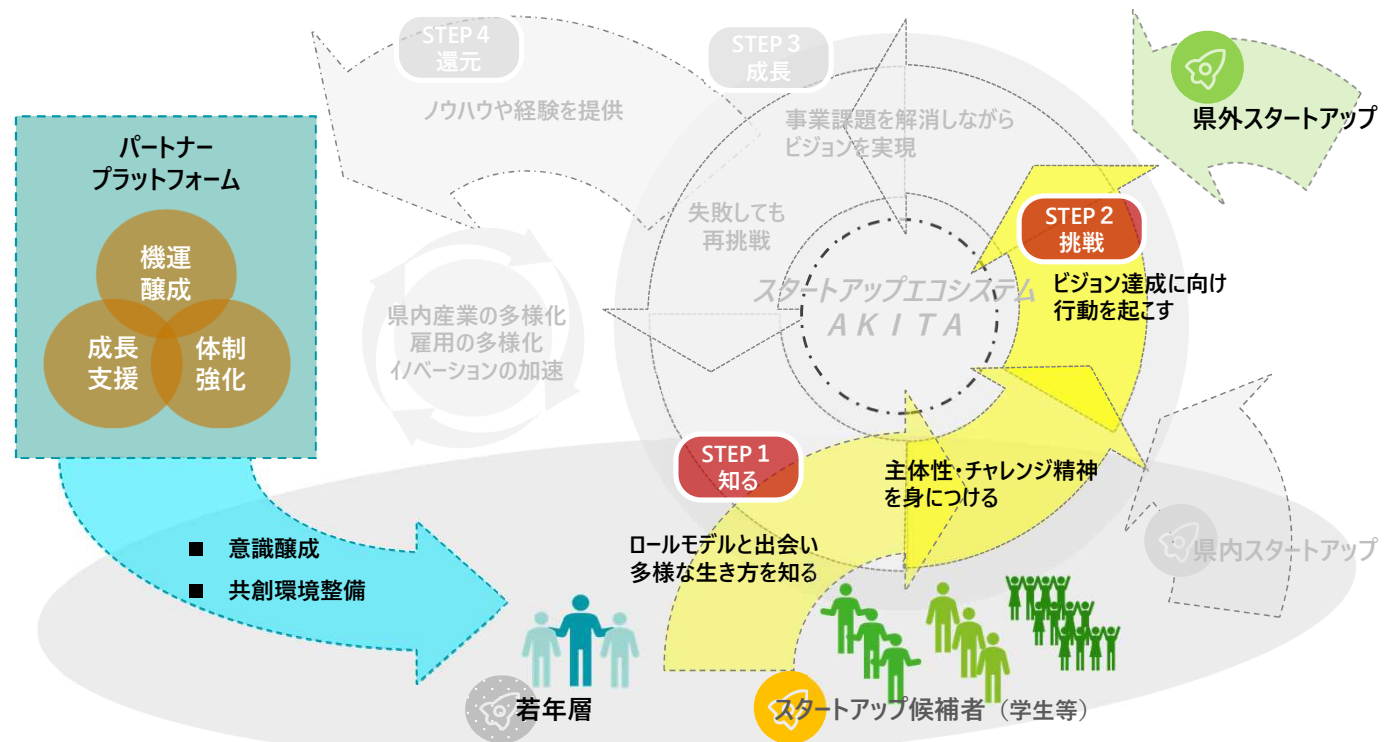 STEP４
還元
ノウハウや経験を提供
STEP３
成長
事業課題を解消しながら
ビジョンを実現
県外スタートアップ
パートナー
プラットフォーム
機運
醸成
成長
支援
体制
強化
失敗しても
再挑戦
STEP２
挑戦
ビジョン達成に向け
行動を起こす
スタートアップエコシステム
ＡＫＩＴＡ
県内産業の多様化
雇用の多様化
イノベーションの加速
STEP１
知る
主体性・チャレンジ精神
を身につける
ロールモデルと出会い
多様な生き方を知る
県内スタートアップ
■ 意識醸成
■ 共創環境整備
若年層
スタートアップ候補者（学生等）